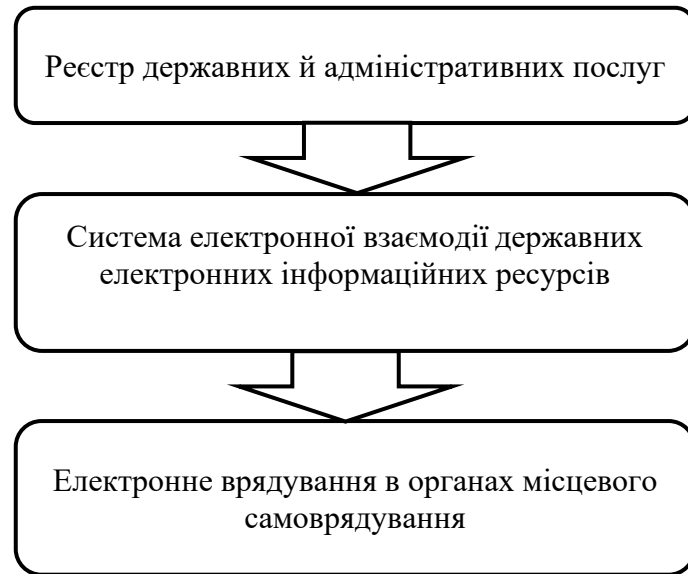 Реєстр державних й адміністративних послуг
Система електронної взаємодії державних
електронних інформаційних ресурсів
Електронне врядування в органах місцевого
самоврядування